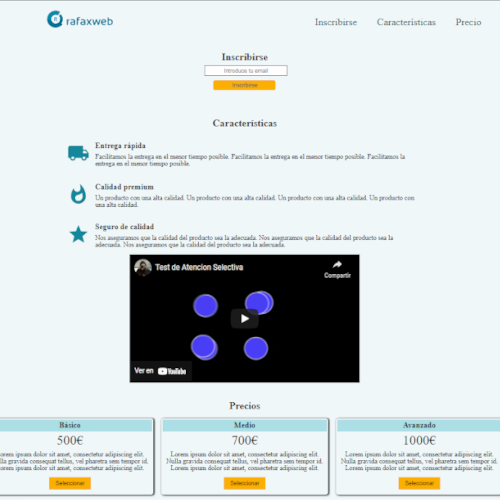 rafaxweb
Inscribirse Características Precio
Inscribirse
Introduce tu email
Inscribirse
Características
Entrega rápida
Facilitamos la entrega en el menor tiempo posible. Facilitamos la entrega en el menor tiempo posible. Facilitamos la
entrega en el menor tiempo posible.
Calidad premium
Un producto con una alta calidad. Un producto con una alta calidad. Un producto con una alta calidad. Un producto
con una alta calidad.
Seguro de calidad
Nos aseguramos que la calidad del producto sea la adecuada. Nos aseguramos que la calidad del producto sea la
adecuada. Nos aseguramos que la calidad del producto sea la adecuada.
Test de Atencion Selectiva
Compartir
Ver en YouTube
Precios
Básico
500€
Lorem ipsum dolor sit amet, consectetur adipiscing elit.
Nulla gravida consequat tellus, vel pharetra sem tempor id.
Lorem ipsum dolor sit amet, consectetur adipiscing elit.
Seleccionar
Medio
700€
Lorem ipsum dolor sit amet, consectetur adipiscing elit.
Nulla gravida consequat tellus, vel pharetra sem tempor id.
Lorem ipsum dolor sit amet, consectetur adipiscing elit.
Seleccionar
Avanzado
1000€
Lorem ipsum dolor sit amet, consectetur adipiscing elit.
Nulla gravida consequat tellus, vel pharetra sem tempor id.
Lorem ipsum dolor sit amet, consectetur adipiscing elit.
Seleccionar